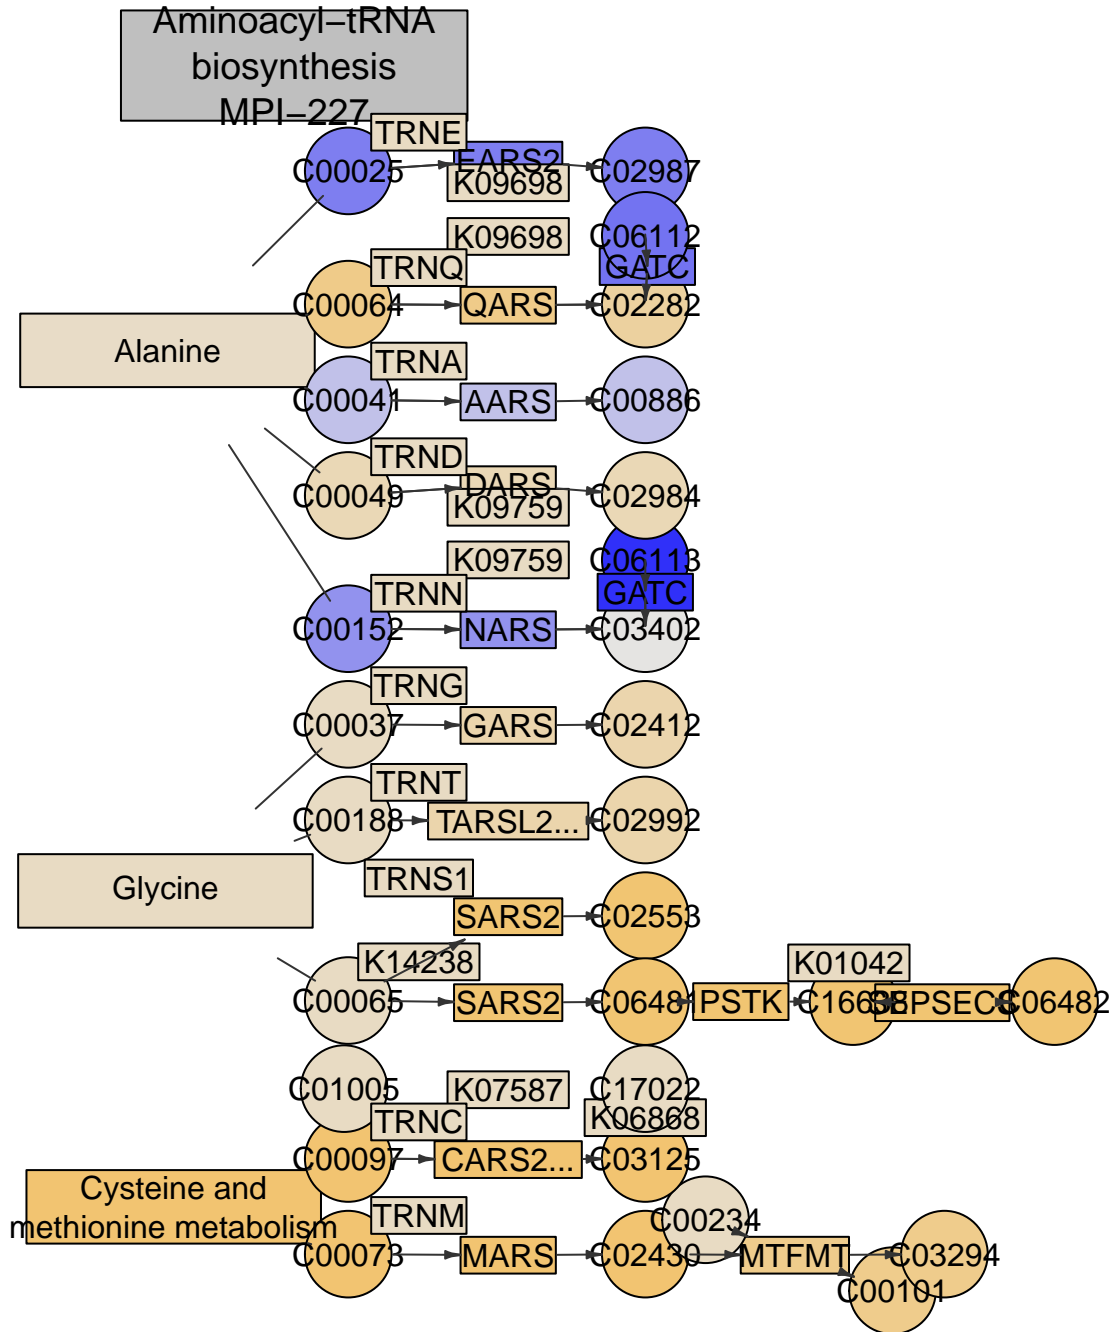 Aminoacyl−tRNA
biosynthesis
MPI−227
TRNE
C00025
EARS2
C02987
K09698
K09698
C06112
TRNQ
GATC
C00064
QARS
C02282
Alanine
TRNA
C00041
AARS
C00886
TRND
C00049
DARS
C02984
K09759
K09759
C06113
TRNN
GATC
C00152
NARS
C03402
TRNG
C00037
GARS
C02412
TRNT
C00188
TARSL2...
C02992
Glycine
TRNS1
SARS2
C02553
K14238
K01042
C00065
SARS2
C06481
PSTK
C16638
SEPSECS
C06482
C01005
K07587
C17022
TRNC
K06868
C00097
CARS2...
C03125
Cysteine and
methionine metabolism
TRNM
C00234
C00073
MARS
C02430
MTFMT
C03294
C00101